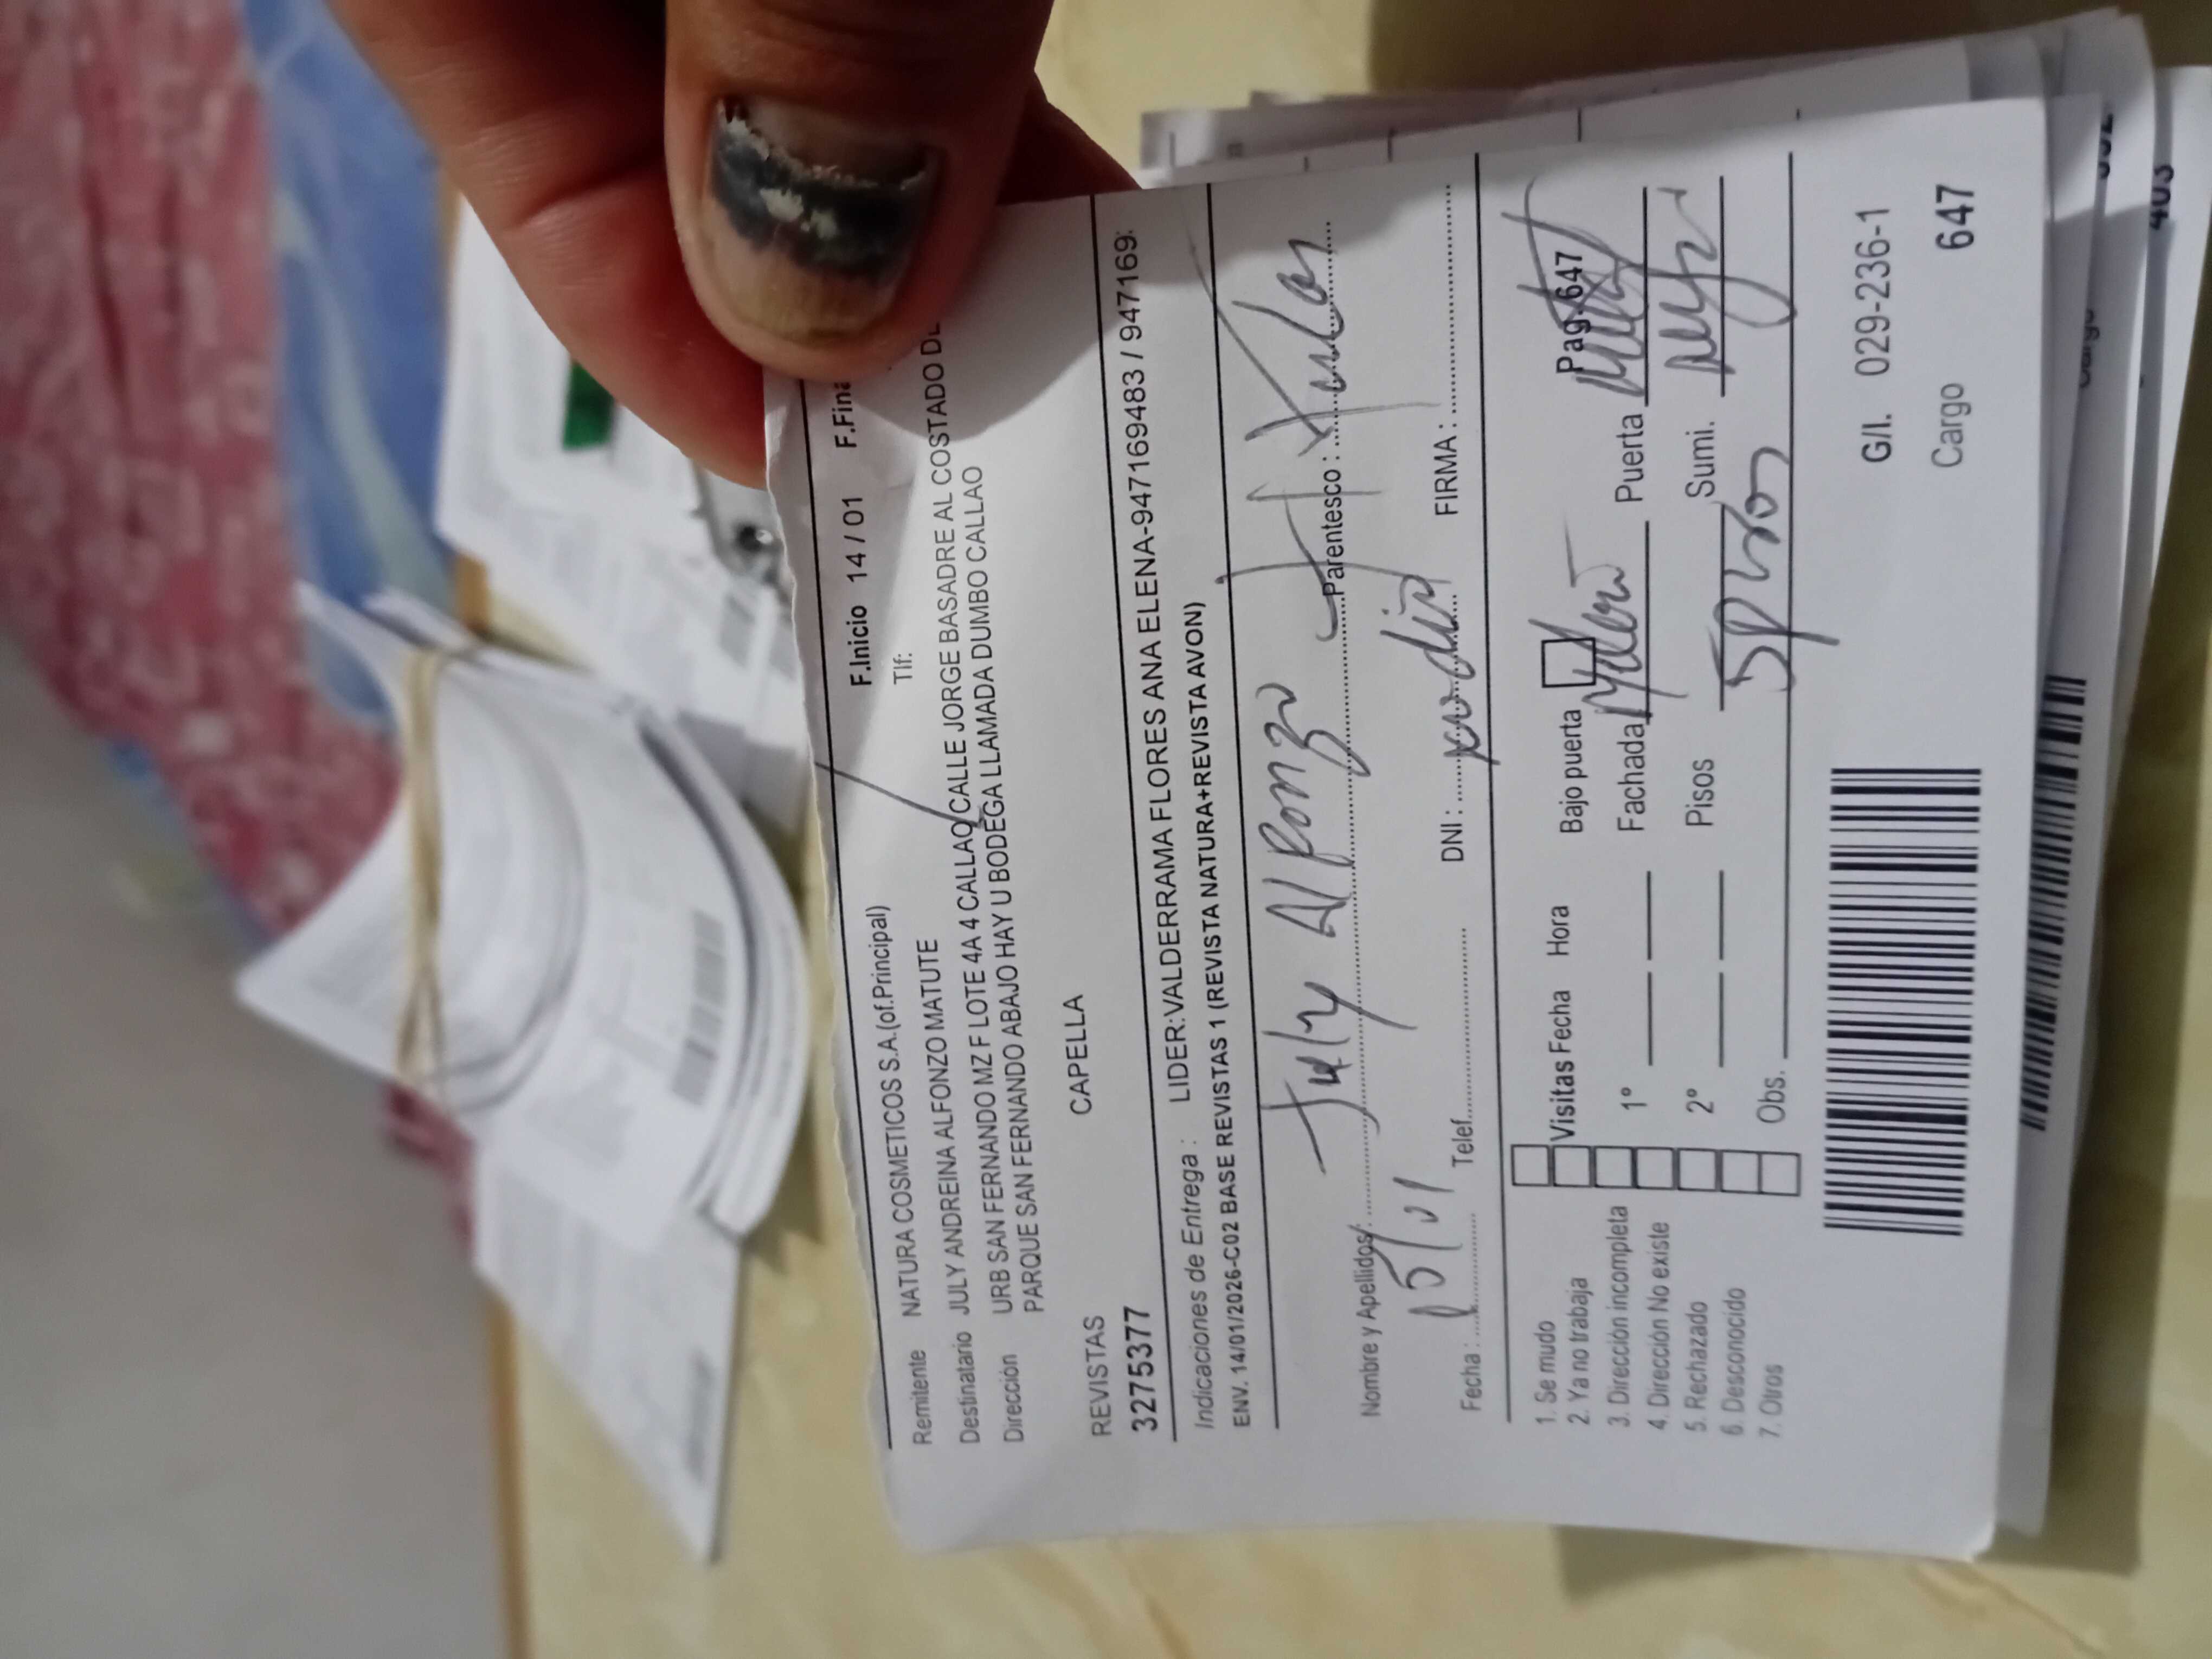 F.Inicio 14 / 01 F.Fina
Remitente NATURA COSMETICOS S.A.(of.Principal) Tlf:
Destinatario JULY ANDREINA ALFONZO MATUTE
Dirección URB SAN FERNANDO MZ F LOTE 4A 4 CALLAO CALLE JORGE BASADRE AL COSTADO DE
PARQUE SAN FERNANDO ABAJO HAY U BODEGA LLAMADA DUMBO CALLAO
REVISTAS CAPELLA
3275377
Indicaciones de Entrega : LIDER:VALDERRAMA FLORES ANA ELENA-947169483 / 947169:
ENV. 14/01/2026-C02 BASE REVISTAS 1 (REVISTA NATURA+REVISTA AVON)
July Alfonzo
Nombre y Apellidos: Parentesco :
15/01
Fecha : Telef. DNI : FIRMA :
Pag.647
Visitas Fecha Hora Bajo puerta
1. Se mudo
2. Ya no trabaja
3. Dirección incompleta 1º Fachada Puerta
4. Dirección No existe
5. Rechazado 2º Pisos Sumi.
6. Desconocido
7. Otros Obs.
G/I. 029-236-1
Cargo 647
403